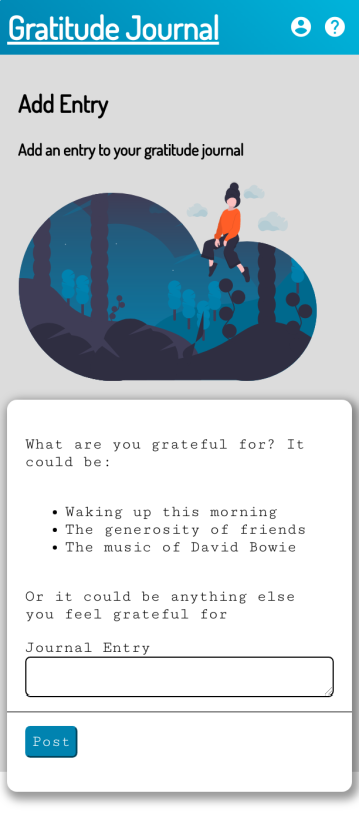 Gratitude Journal
Add Entry
Add an entry to your gratitude journal
What are you grateful for? It
could be:
Waking up this morning
The generosity of friends
The music of David Bowie
Or it could be anything else
you feel grateful for
Journal Entry
Post